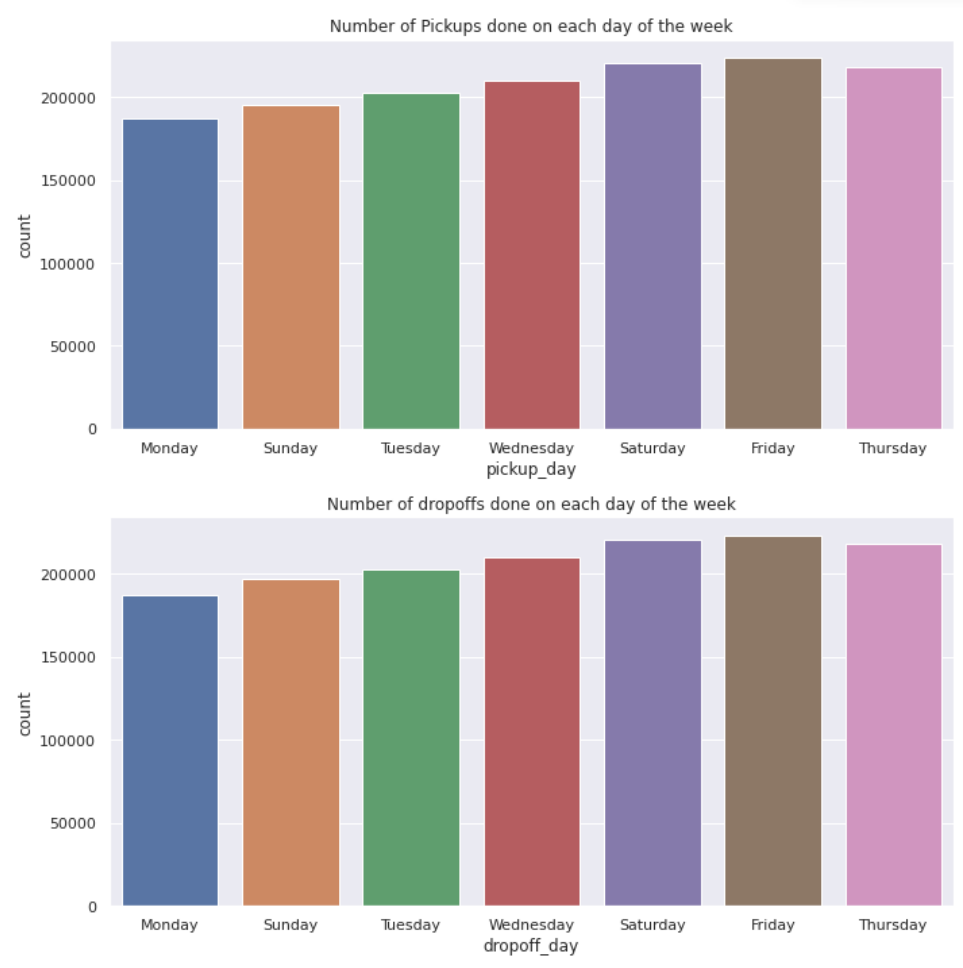 Number of Pickups done on each day of the week
200000
150000
100000
50000
0
count
Monday Sunday Tuesday Wednesday Saturday Friday Thursday
pickup_day
Number of dropoffs done on each day of the week
200000
150000
100000
50000
0
count
Monday Sunday Tuesday Wednesday Saturday Friday Thursday
dropoff_day